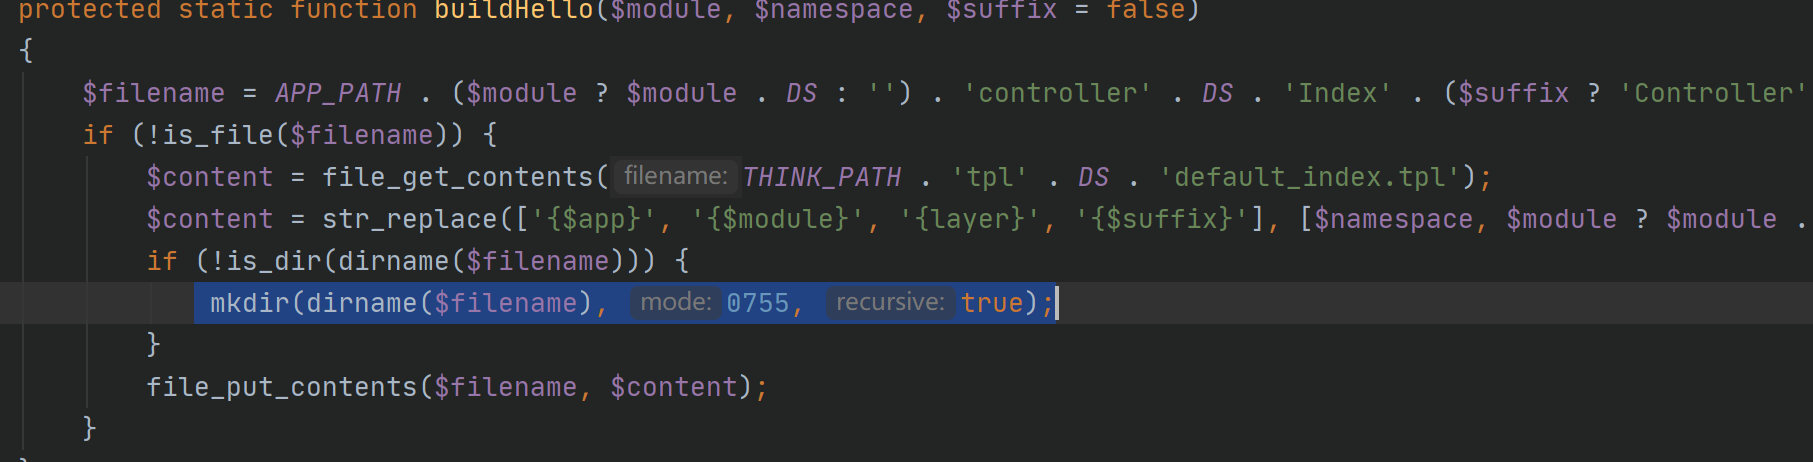 protected static function buildHello($module, $namespace, $suffix = false)
{
$filename = APP_PATH . ($module ? $module . DS : '') . 'controller' . DS . 'Index' . ($suffix ? 'Controller'
if (!is_file($filename)) {
$content = file_get_contents( filename: THINK_PATH . 'tpl' . DS . 'default_index.tpl');
$content = str_replace(['{$app}', '{$module}', '{layer}', '{$suffix}'], [$namespace, $module ? $module .
if (!is_dir(dirname($filename))) {
mkdir(dirname($filename), mode: 0755, recursive: true);
}
file_put_contents($filename, $content);
}
}